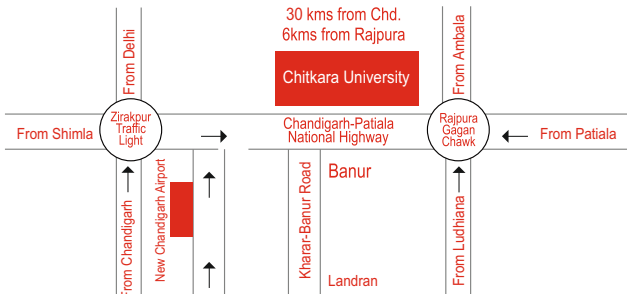 30 kms from Chd.
6kms from Rajpura
Chitkara University
From Delhi
From Ambala
Zirakpur
Traffic
Light
Rajpura
Gagan
Chawk
From Shimla
Chandigarh-Patiala
National Highway
From Patiala
From Chandigarh
New Chandigarh Airport
Kharar-Banur Road
Banur
Landran
From Ludhiana